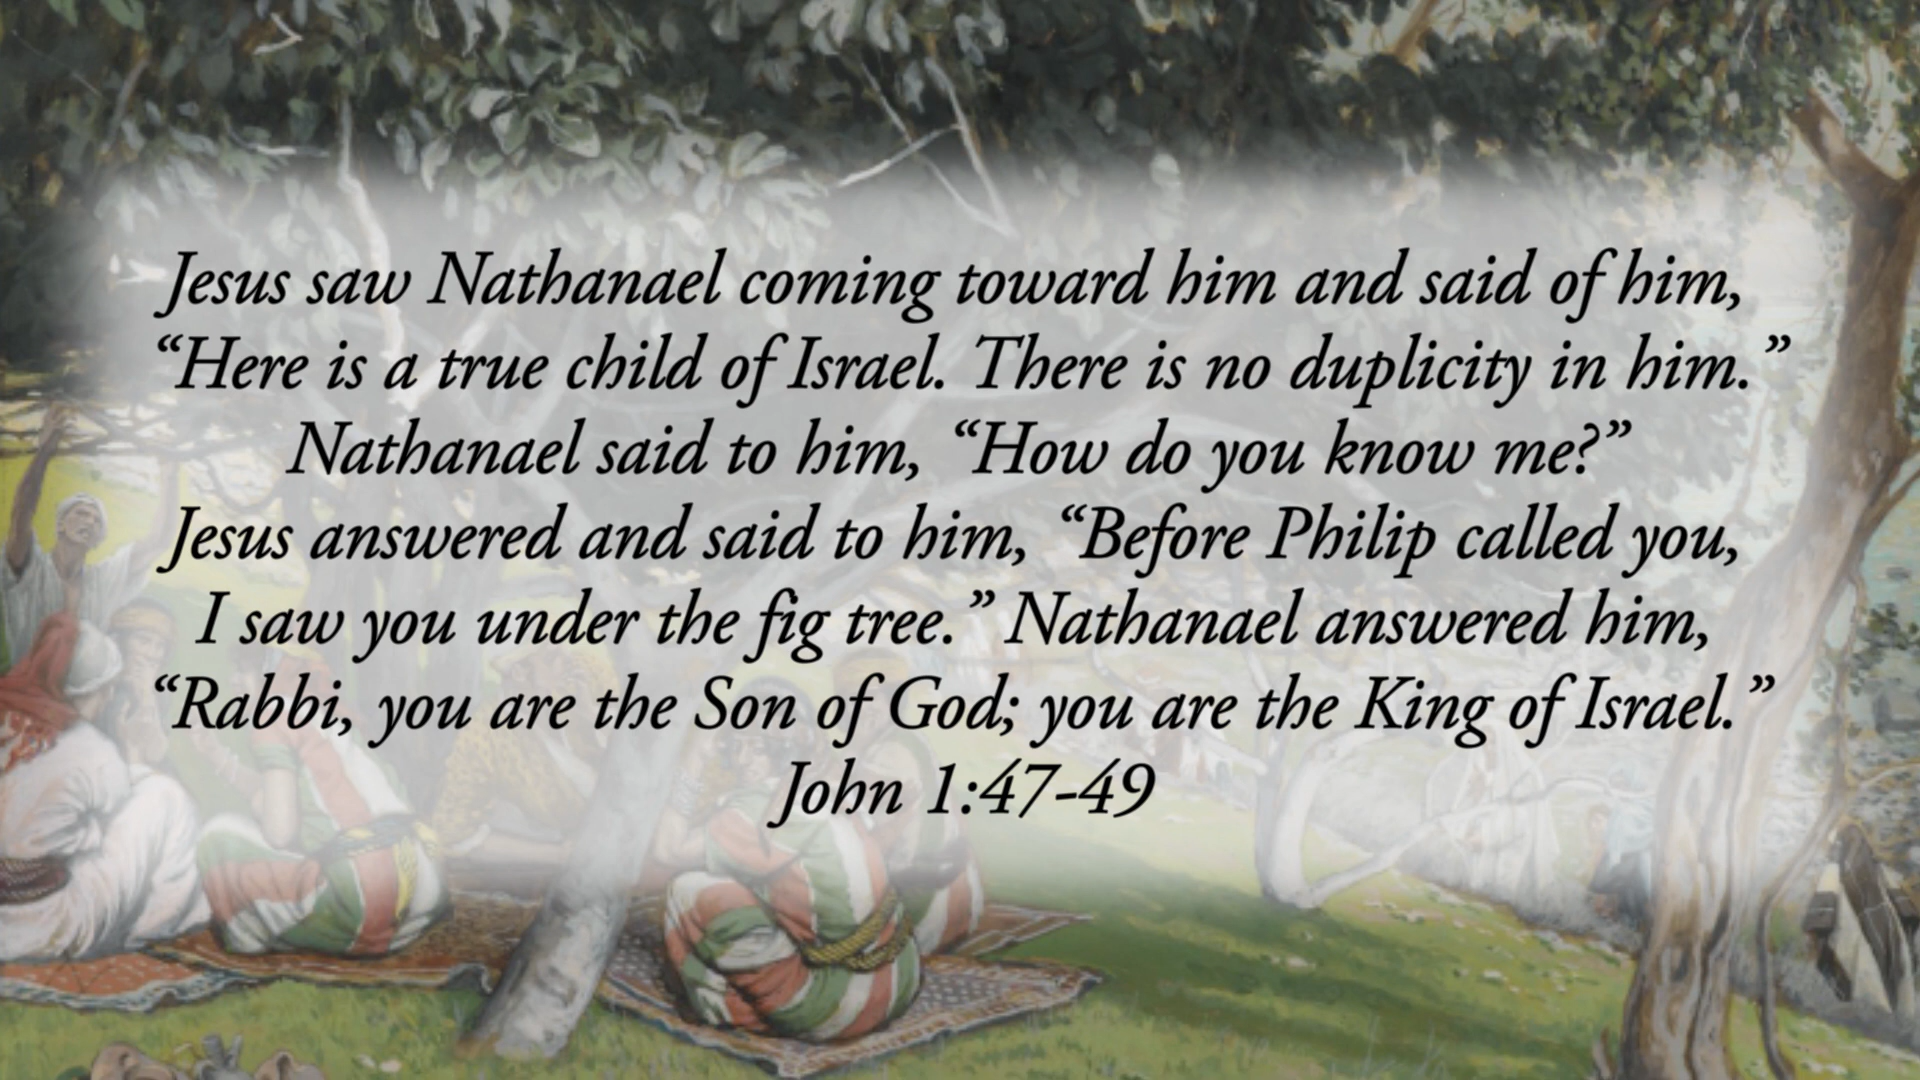 Jesus saw Nathanael coming toward him and said of him,
“Here is a true child of Israel. There is no duplicity in him.”
Nathanael said to him, “How do you know me?”
Jesus answered and said to him, “Before Philip called you,
I saw you under the fig tree.” Nathanael answered him,
“Rabbi, you are the Son of God; you are the King of Israel.”
John 1:47-49